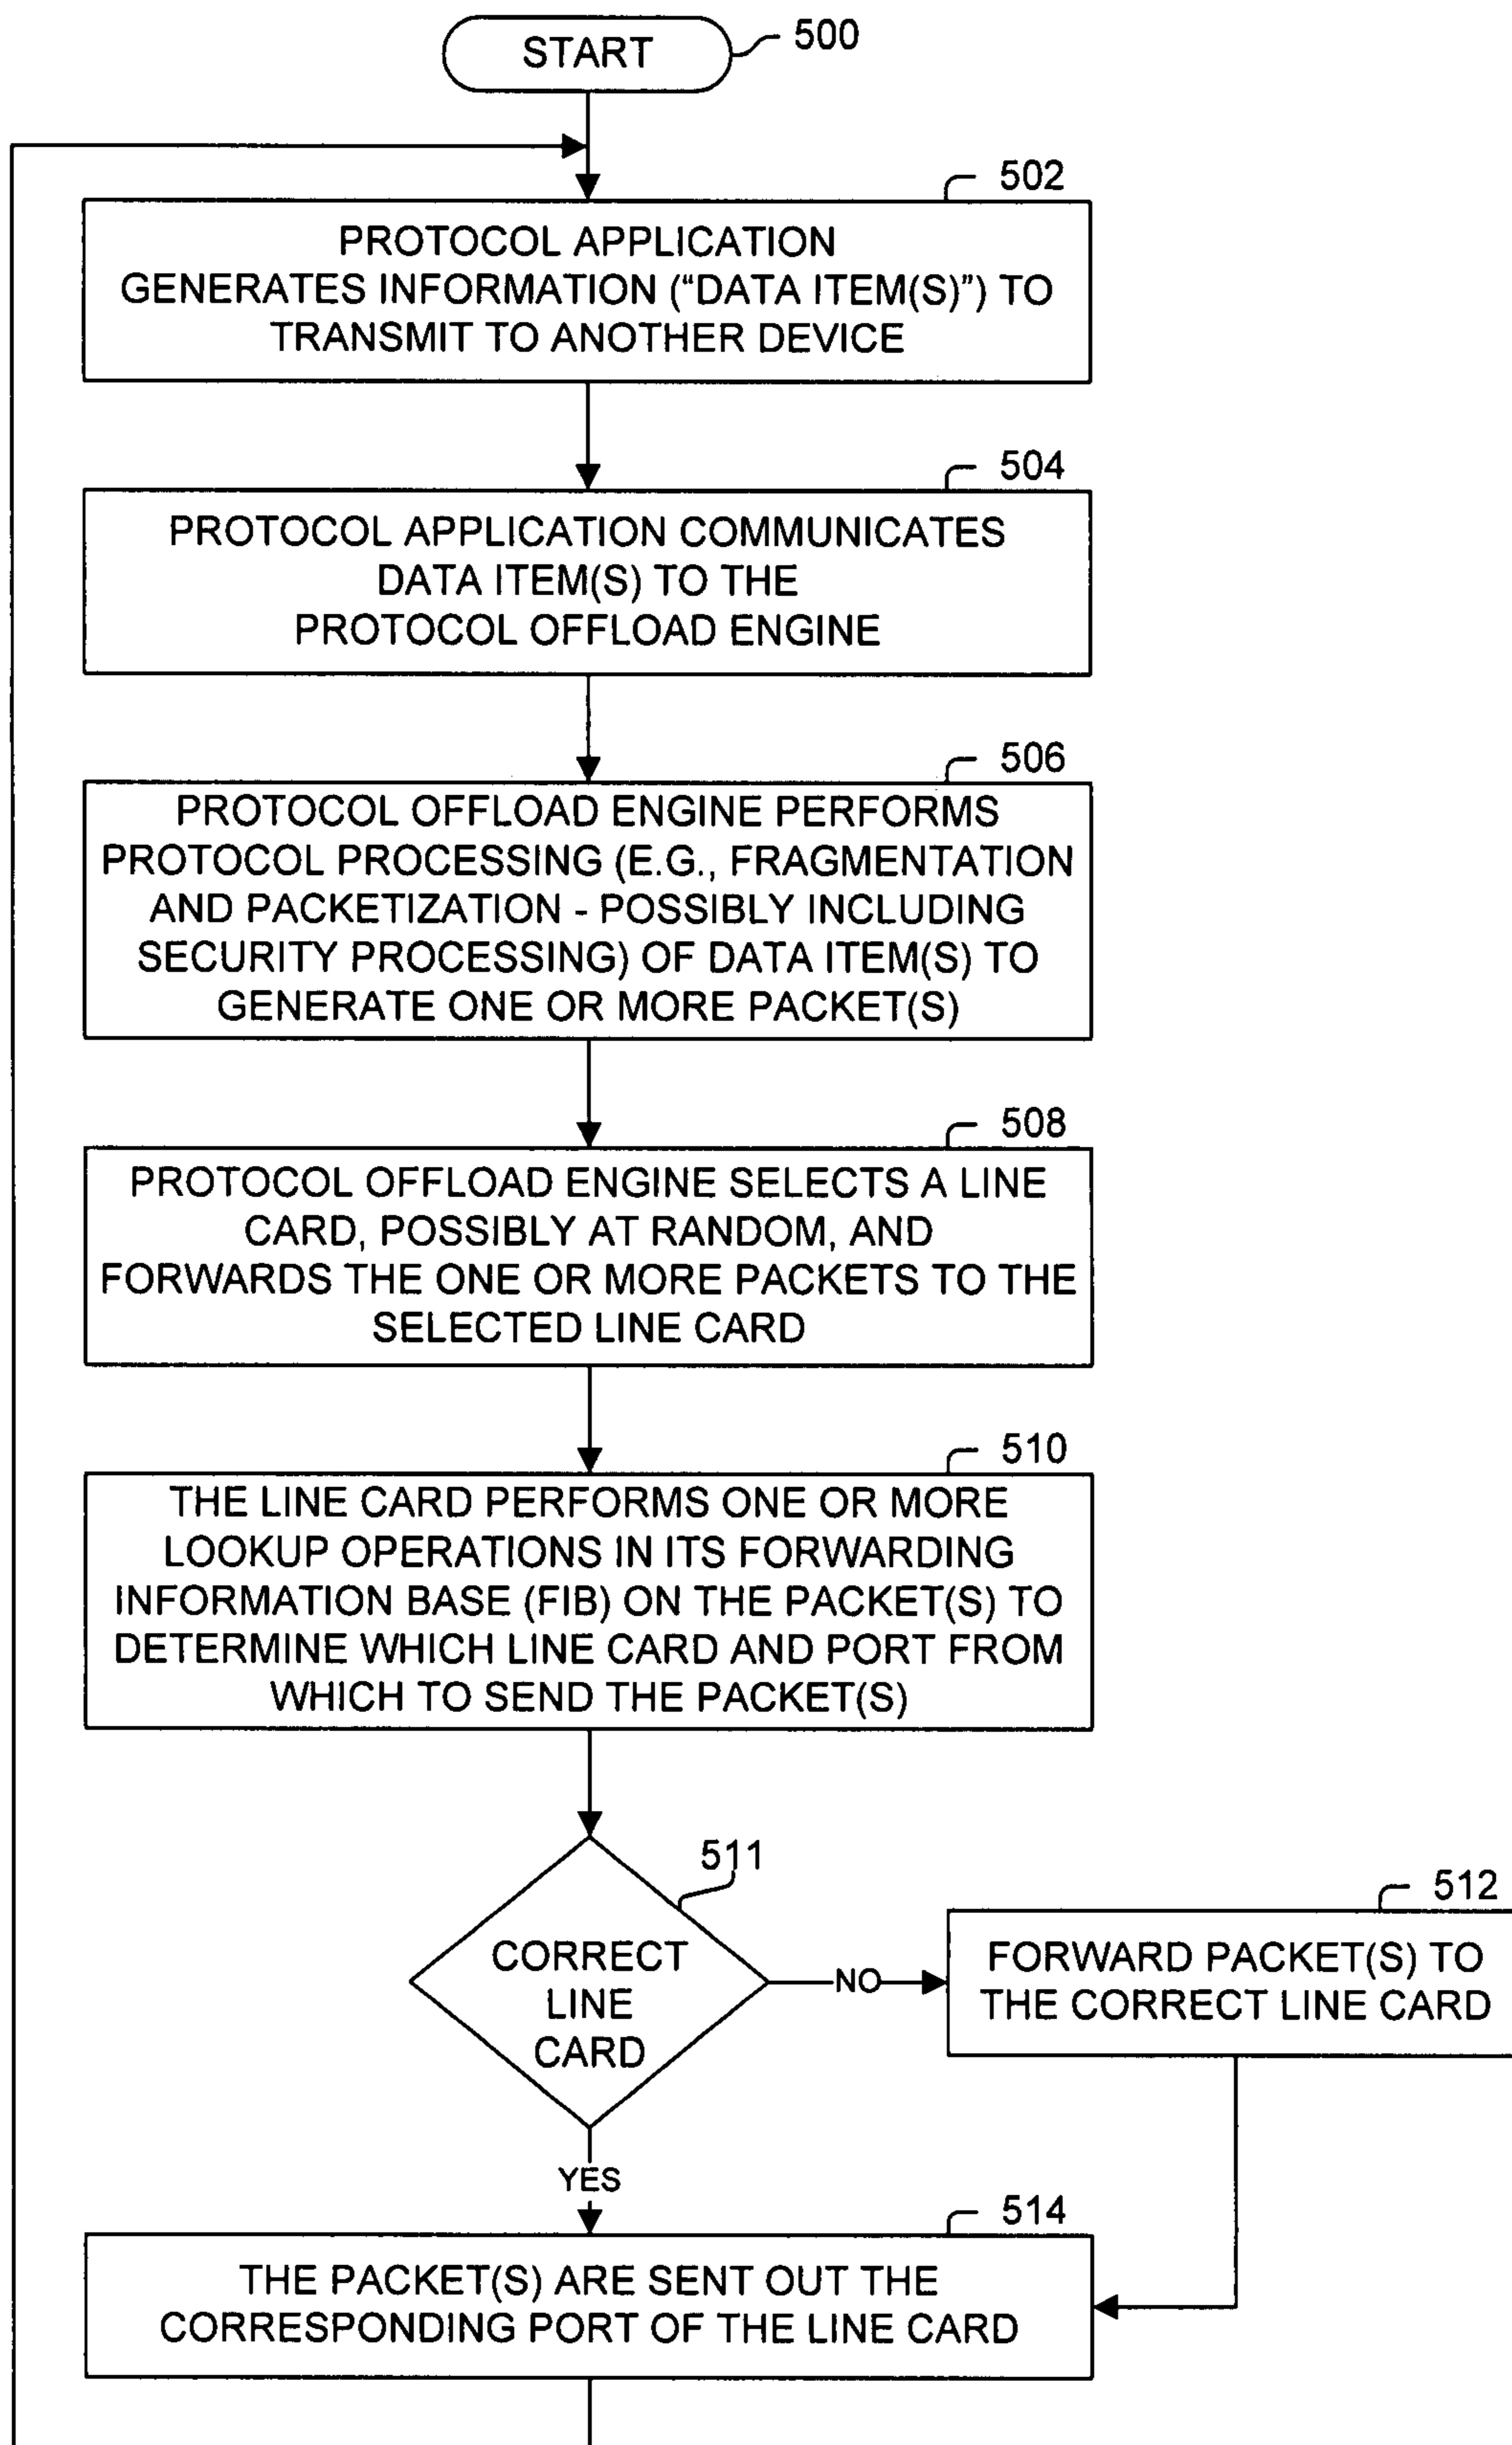 START
500
502
PROTOCOL APPLICATION
GENERATES INFORMATION (“DATA ITEM(S)”) TO
TRANSMIT TO ANOTHER DEVICE
504
PROTOCOL APPLICATION COMMUNICATES
DATA ITEM(S) TO THE
PROTOCOL OFFLOAD ENGINE
506
PROTOCOL OFFLOAD ENGINE PERFORMS
PROTOCOL PROCESSING (E.G., FRAGMENTATION
AND PACKETIZATION - POSSIBLY INCLUDING
SECURITY PROCESSING) OF DATA ITEM(S) TO
GENERATE ONE OR MORE PACKET(S)
508
PROTOCOL OFFLOAD ENGINE SELECTS A LINE
CARD, POSSIBLY AT RANDOM, AND
FORWARDS THE ONE OR MORE PACKETS TO THE
SELECTED LINE CARD
510
THE LINE CARD PERFORMS ONE OR MORE
LOOKUP OPERATIONS IN ITS FORWARDING
INFORMATION BASE (FIB) ON THE PACKET(S) TO
DETERMINE WHICH LINE CARD AND PORT FROM
WHICH TO SEND THE PACKET(S)
511
CORRECT
LINE
CARD
NO
512
FORWARD PACKET(S) TO
THE CORRECT LINE CARD
YES
514
THE PACKET(S) ARE SENT OUT THE
CORRESPONDING PORT OF THE LINE CARD